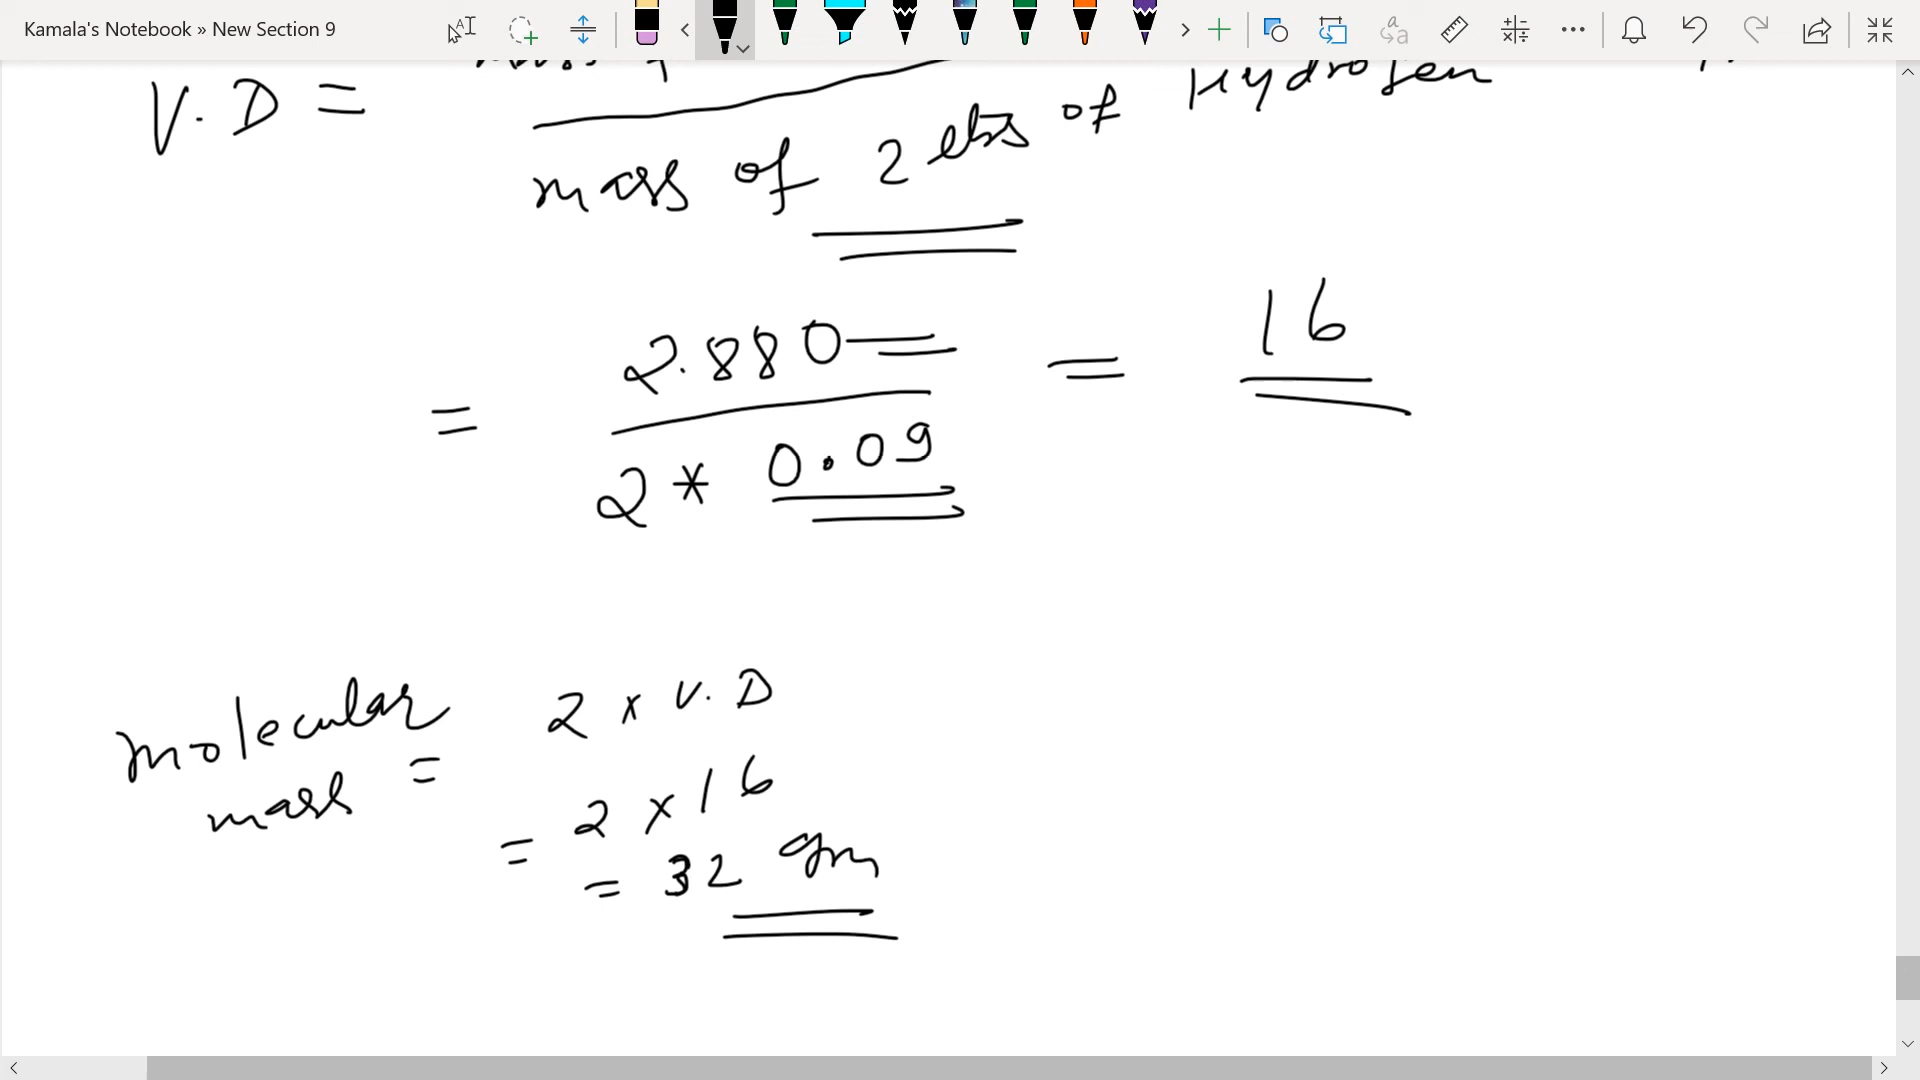 Kamala's Notebook » New Section 9
V.D =
mass of 2 ltrs of Hydrogen
= 2.880 / 2 * 0.09 = 16
molecular mass = 2 x V.D
= 2 x 16
= 32 gm